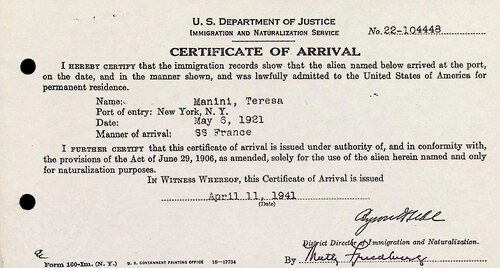 U. S. DEPARTMENT OF JUSTICE
IMMIGRATION AND NATURALIZATION SERVICE
No. 22-104448
CERTIFICATE OF ARRIVAL
I HEREBY CERTIFY that the immigration records show that the alien named below arrived at the port,
on the date, and in the manner shown, and was lawfully admitted to the United States of America for
permanent residence.
Name: Manini, Teresa
Port of entry: New York, N. Y.
Date: May 6, 1921
Manner of arrival: SS France
I FURTHER CERTIFY that this certificate of arrival is issued under authority of, and in conformity with,
the provisions of the Act of June 29, 1906, as amended, solely for the use of the alien herein named and only
for naturalization purposes.
IN WITNESS WHEREOF, this Certificate of Arrival is issued
April 11, 1941
(Date)
District Director of Immigration and Naturalization.
By
Form 160-Im. (N. Y.) U. S. GOVERNMENT PRINTING OFFICE 16-17734